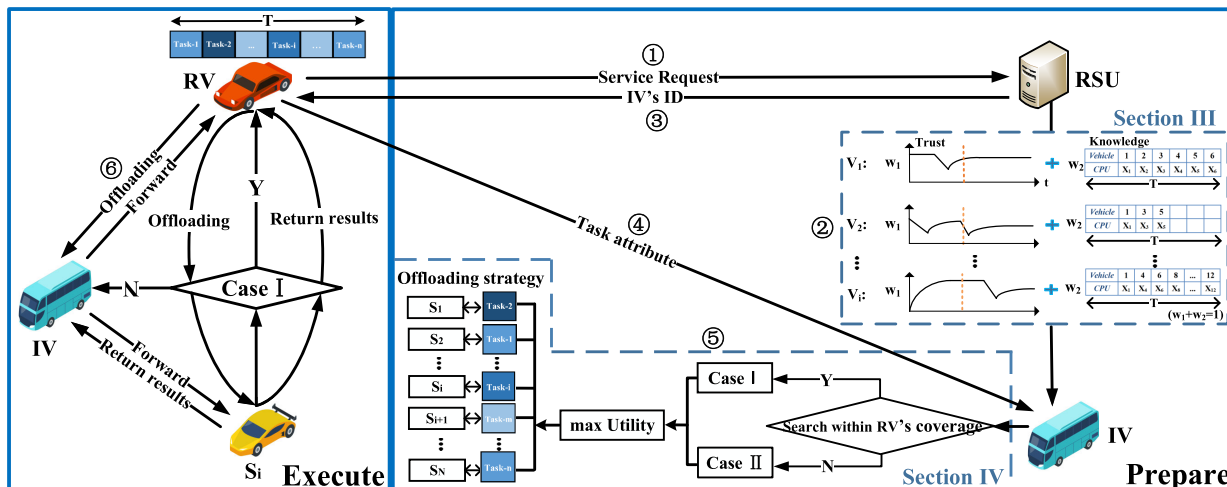 T
Task-1 Task-2 ... Task-i ... Task-n
RV
①
Service Request
IV's ID
③
RSU
Section III
⑥
Offloading
Forward
Y
Offloading
Return results
N
Case Ⅰ
IV
Forward
Return results
Si
Execute
④
Task attribute
②
V1: w1 Trust t + w2 Knowledge
Vehicle 1 2 3 4 5 6
CPU X1 X2 X3 X4 X5 X6
T
V2: w1 + w2
Vehicle 1 3 5
CPU X1 X3 X5
T
Vi: w1 + w2
Vehicle 1 4 6 8 ... 12
CPU X1 X4 X6 X8 ... X12
T
(w1+w2=1)
Offloading strategy
S1 Task-2
S2 Task-1
Si Task-i
Si+1 Task-m
SN Task-n
max Utility
⑤
Case Ⅰ
Y
Search within RV's coverage
Case Ⅱ
N
Section IV
IV
Prepare